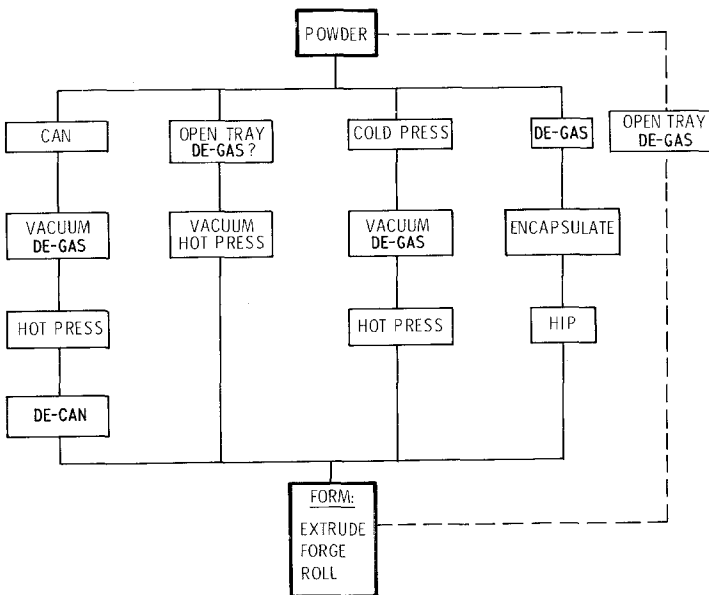 POWDER
CAN
OPEN TRAY
DE-GAS?
COLD PRESS
DE-GAS
OPEN TRAY
DE-GAS
VACUUM
DE-GAS
VACUUM
HOT PRESS
VACUUM
DE-GAS
ENCAPSULATE
HOT PRESS
HOT PRESS
HIP
DE-CAN
FORM:
EXTRUDE
FORGE
ROLL